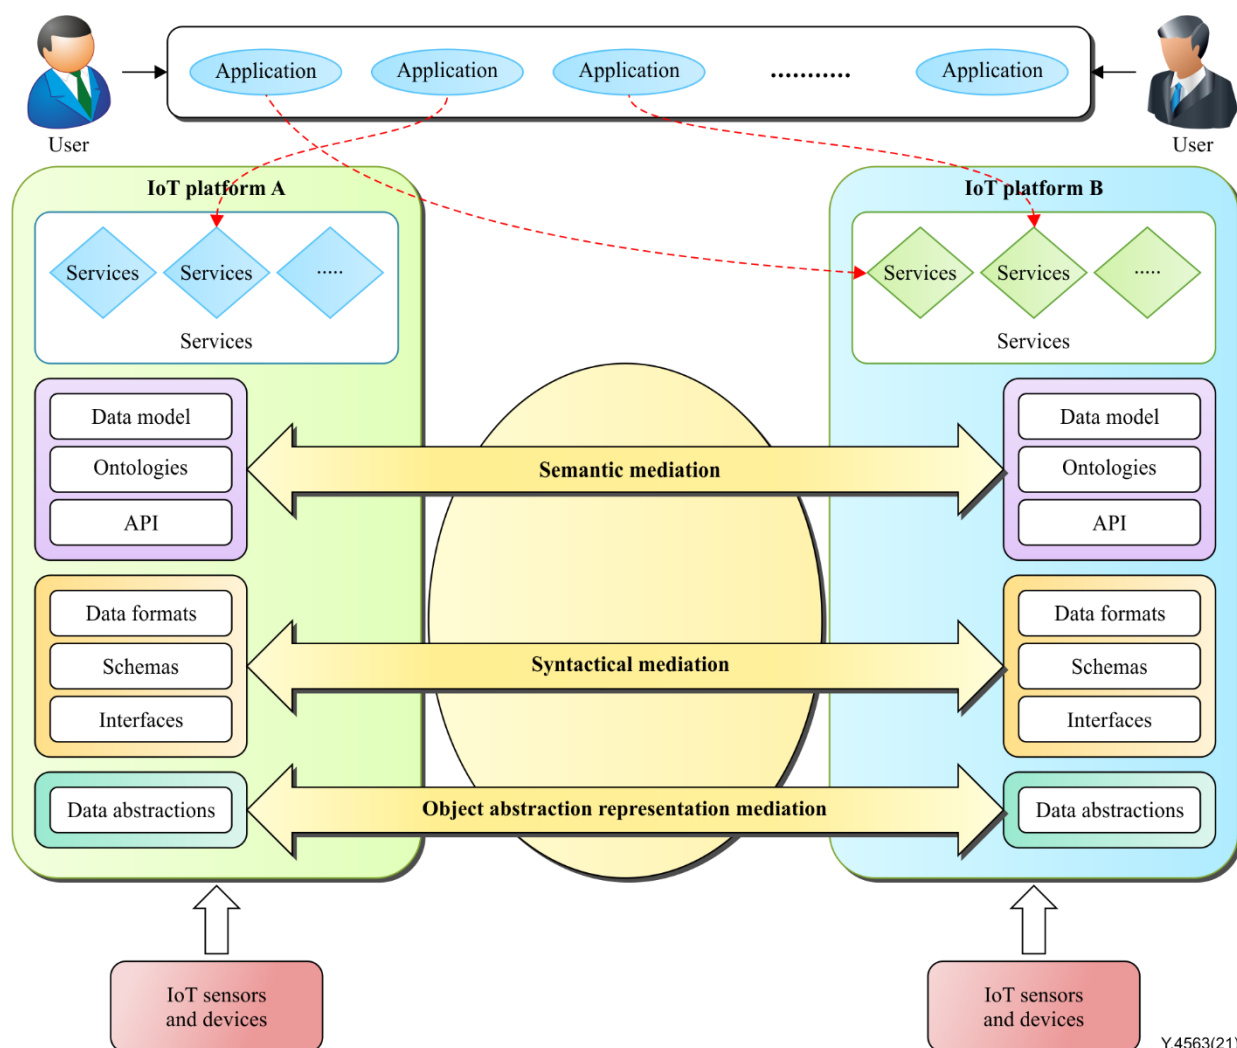 Application
Application
Application
...........
Application
User
User
IoT platform A
Services
Services
.....
Services
Data model
Ontologies
API
Data formats
Schemas
Interfaces
Data abstractions
Semantic mediation
Syntactical mediation
Object abstraction representation mediation
IoT platform B
Services
Services
.....
Services
Data model
Ontologies
API
Data formats
Schemas
Interfaces
Data abstractions
IoT sensors
and devices
IoT sensors
and devices
Y.4563(21)